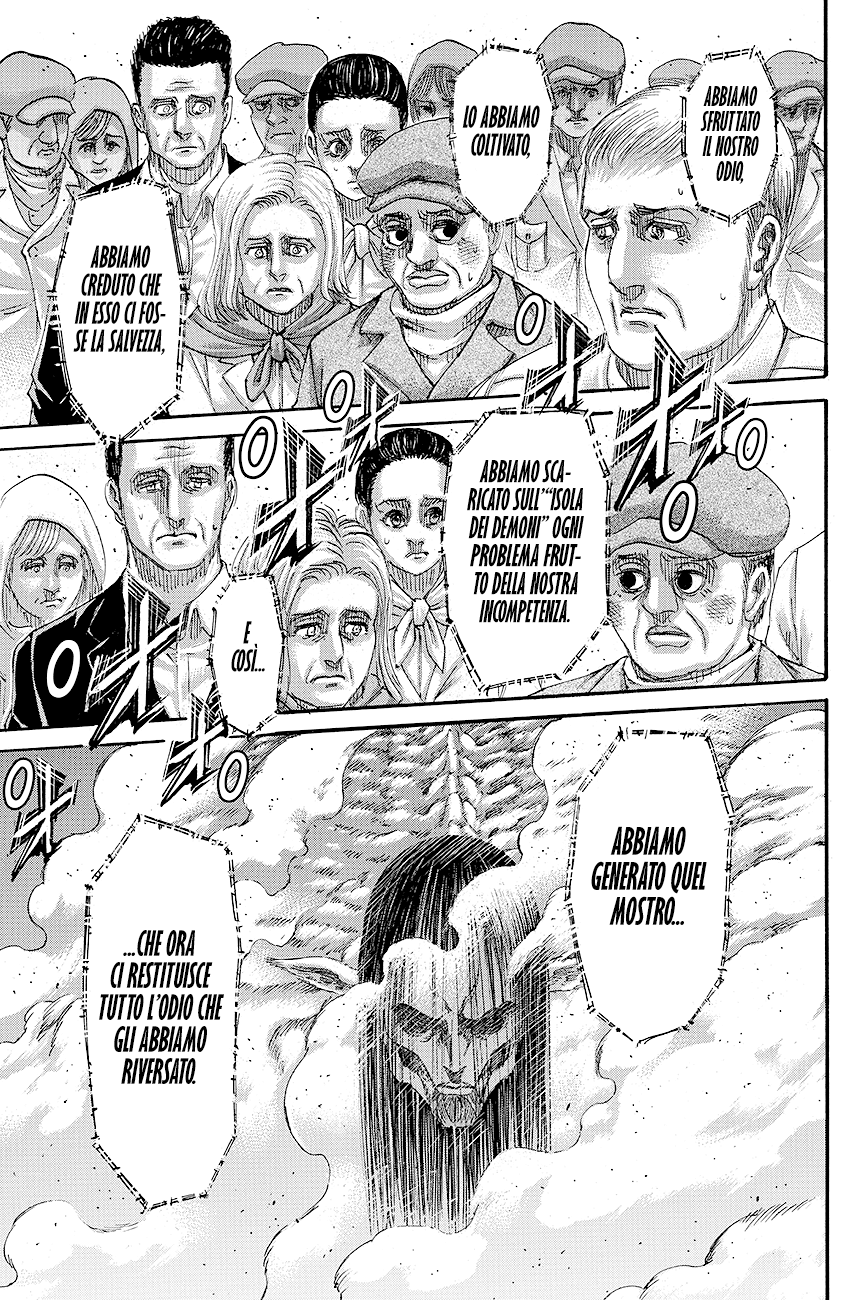 ABBIAMO
SFRUTTATO
IL NOSTRO
ODIO,
LO ABBIAMO
COLTIVATO,
ABBIAMO
CREDUTO CHE
IN ESSO CI FOS-
SE LA SALVEZZA,
ABBIAMO SCA-
RICATO SULL'“ISOLA
DEI DEMONI” OGNI
PROBLEMA FRUT-
TO DELLA NOSTRA
INCOMPETENZA.
E
COSÌ...
ABBIAMO
GENERATO QUEL
MOSTRO...
...CHE ORA
CI RESTITUISCE
TUTTO L'ODIO CHE
GLI ABBIAMO
RIVERSATO.